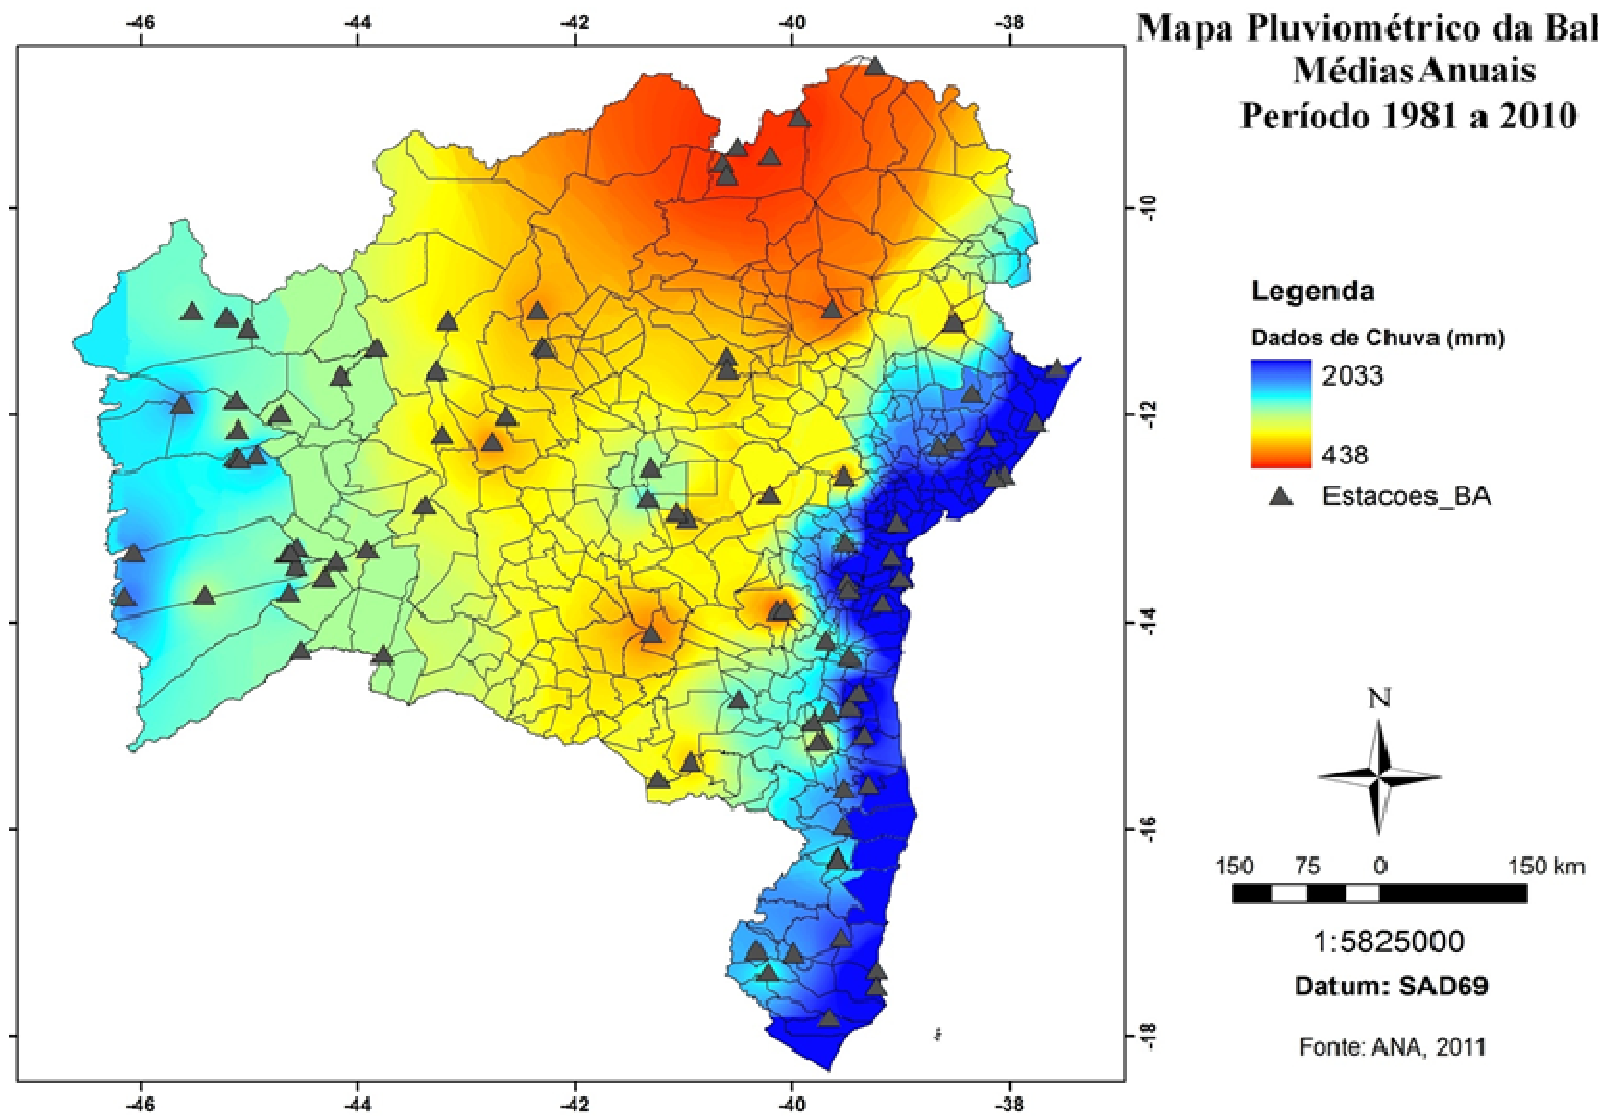 -46 -44 -42 -40 -38
Mapa Pluviométrico da Bal
Médias Anuais
Período 1981 a 2010
-10
-12
-14
-16
-18
Legenda
Dados de Chuva (mm)
2033
438
Estacoes_BA
N
150 75 0 150 km
1:5825000
Datum: SAD69
Fonte: ANA, 2011
-46 -44 -42 -40 -38